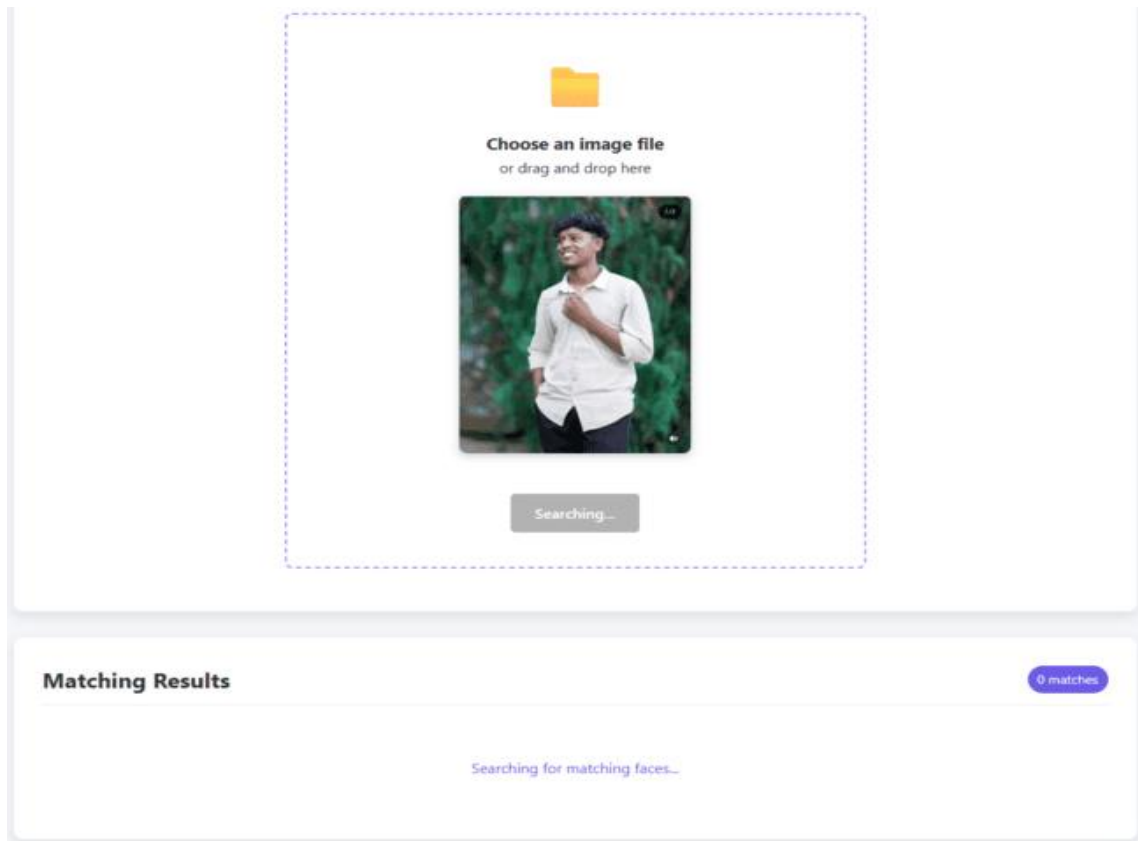 Choose an image file
or drag and drop here
Searching...
Matching Results
0 matches
Searching for matching faces...